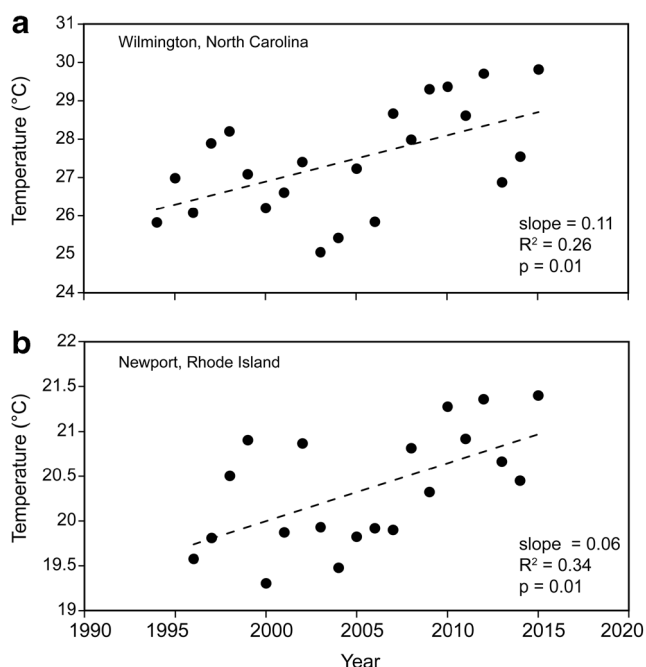 a
Wilmington, North Carolina
31
30
29
28
27
26
25
24
Temperature (°C)
slope = 0.11
R² = 0.26
p = 0.01
b
Newport, Rhode Island
22
21.5
21
20.5
20
19.5
19
Temperature (°C)
slope = 0.06
R² = 0.34
p = 0.01
1990 1995 2000 2005 2010 2015 2020
Year